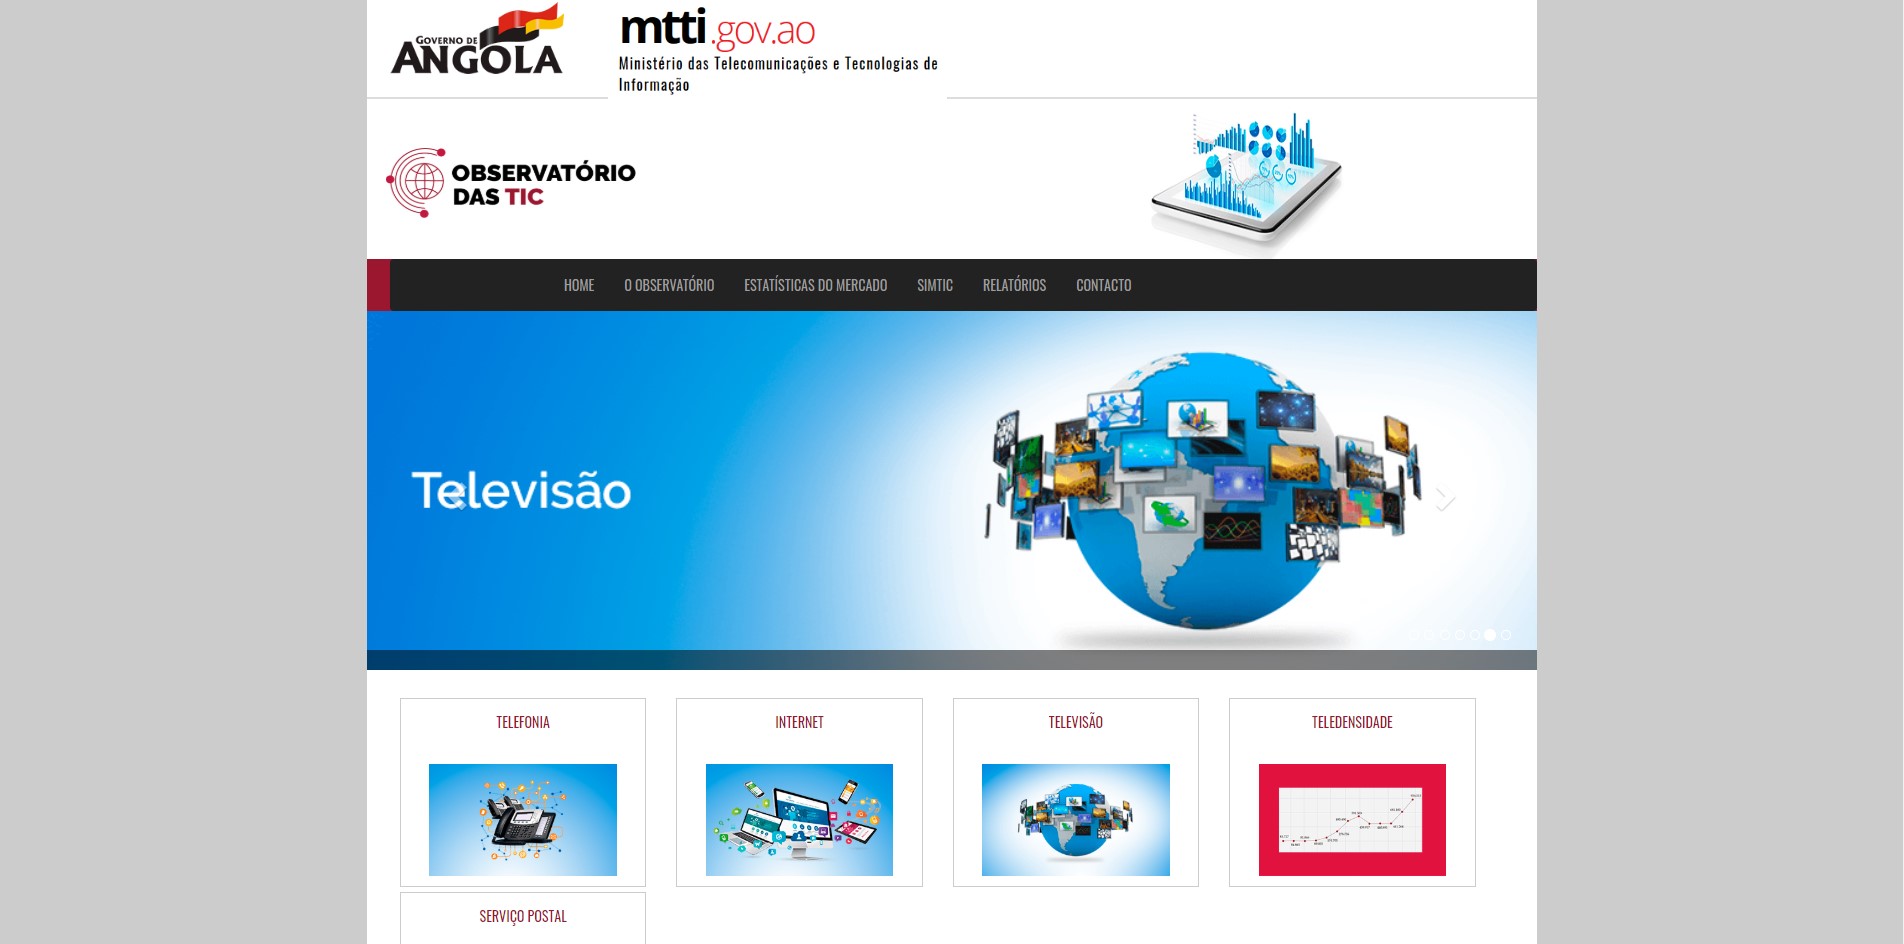 GOVERNO DE
ANGOLA
mtti.gov.ao
Ministério das Telecomunicações e Tecnologias de
Informação
OBSERVATÓRIO
DAS TIC
HOME O OBSERVATÓRIO ESTATÍSTICAS DO MERCADO SIMTIC RELATÓRIOS CONTACTO
Televisão
TELEFONIA
INTERNET
TELEVISÃO
TELEDENSIDADE
SERVIÇO POSTAL